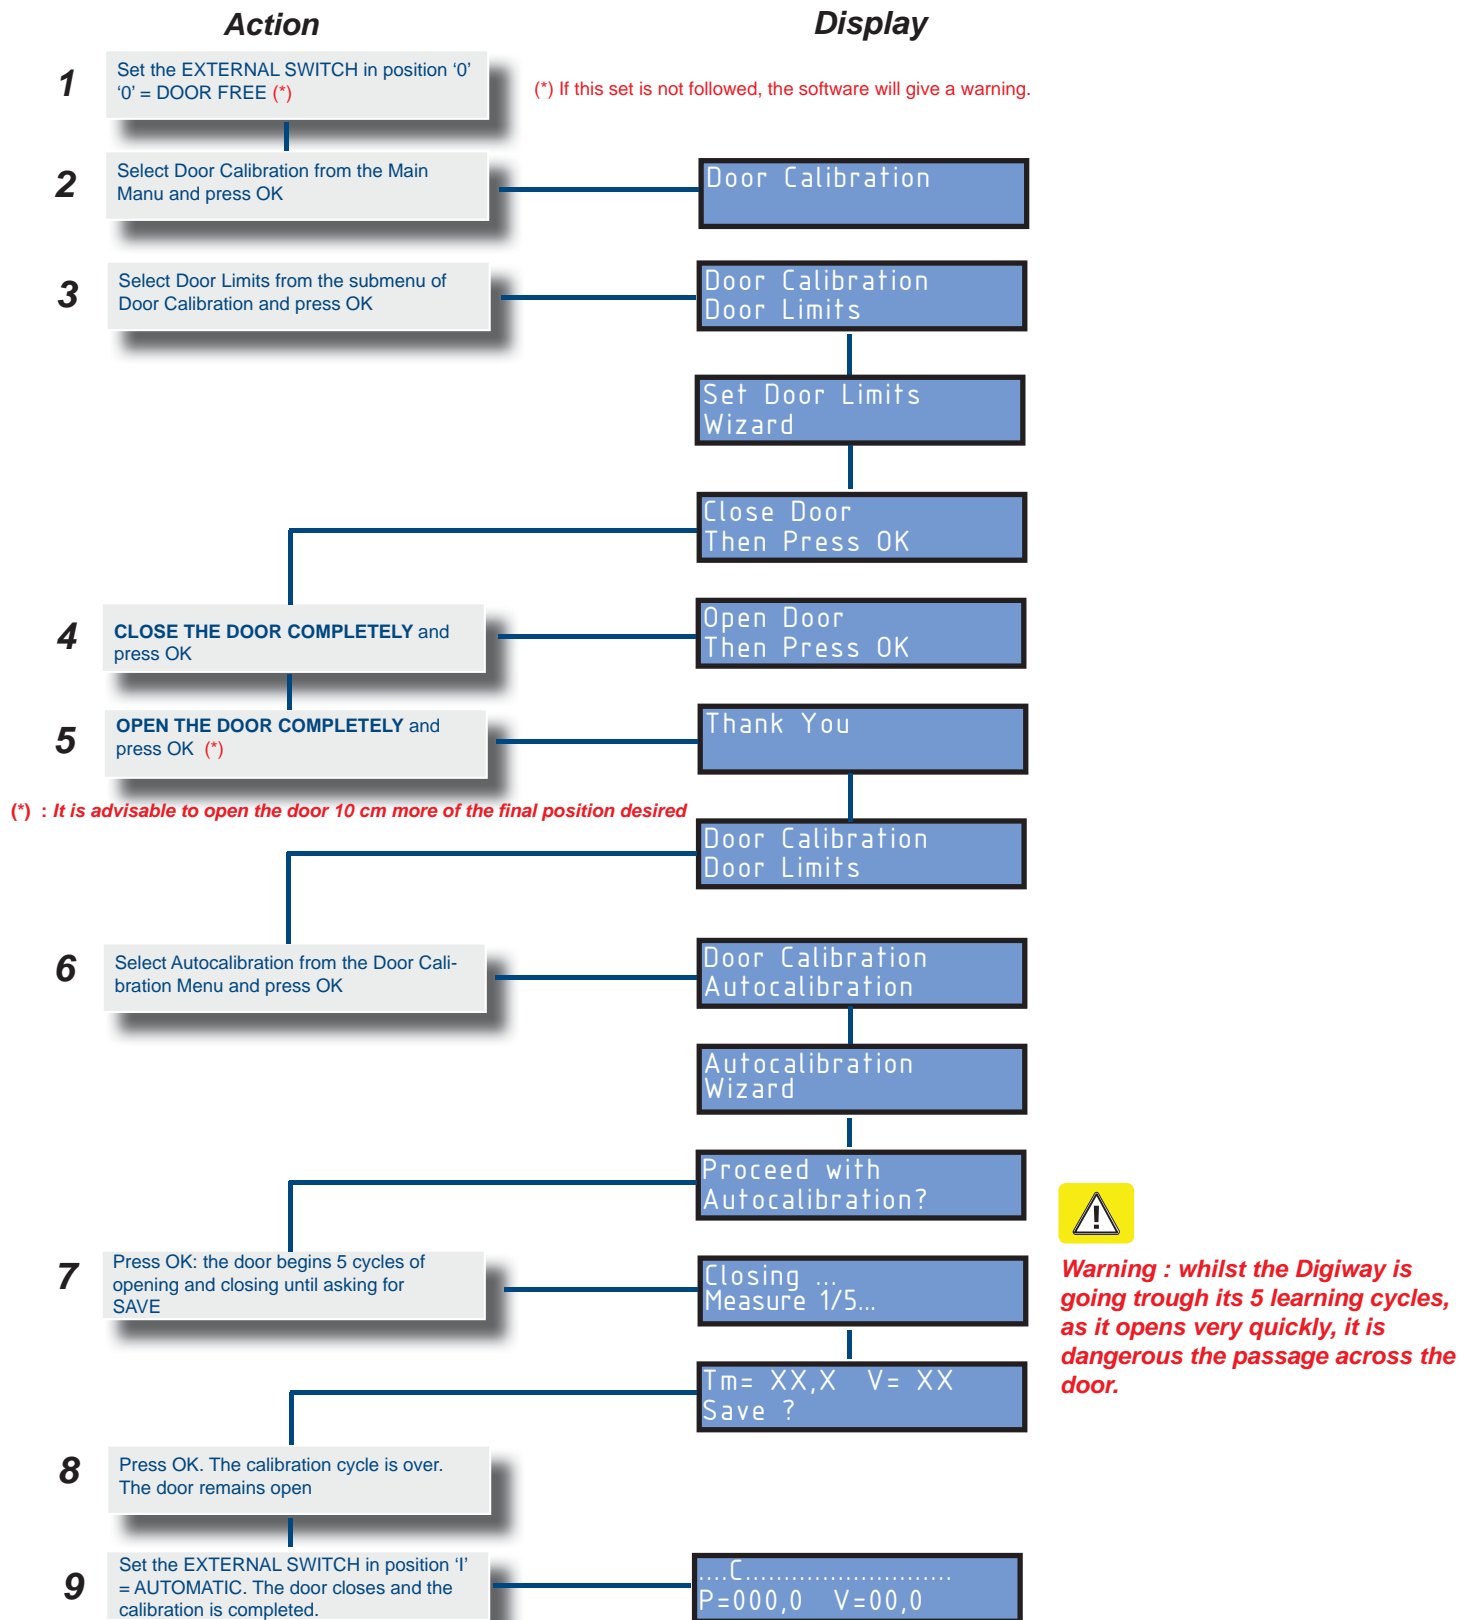 Action
Display
1
Set the EXTERNAL SWITCH in position ‘0’
‘0’ = DOOR FREE (*)
(*) If this set is not followed, the software will give a warning.
2
Select Door Calibration from the Main
Manu and press OK
Door Calibration
3
Select Door Limits from the submenu of
Door Calibration and press OK
Door Calibration
Door Limits
Set Door Limits
Wizard
Close Door
Then Press OK
4
CLOSE THE DOOR COMPLETELY and
press OK
Open Door
Then Press OK
5
OPEN THE DOOR COMPLETELY and
press OK (*)
Thank You
(*) : It is advisable to open the door 10 cm more of the final position desired
Door Calibration
Door Limits
6
Select Autocalibration from the Door Cali-
bration Menu and press OK
Door Calibration
Autocalibration
Autocalibration
Wizard
Proceed with
Autocalibration?
7
Press OK: the door begins 5 cycles of
opening and closing until asking for
SAVE
Closing ...
Measure 1/5...
Warning : whilst the Digiway is
going trough its 5 learning cycles,
as it opens very quickly, it is
dangerous the passage across the
door.
Tm= XX,X V= XX
Save ?
8
Press OK. The calibration cycle is over.
The door remains open
9
Set the EXTERNAL SWITCH in position ‘I’
= AUTOMATIC. The door closes and the
calibration is completed.
....C..........................
P=000,0 V=00,0